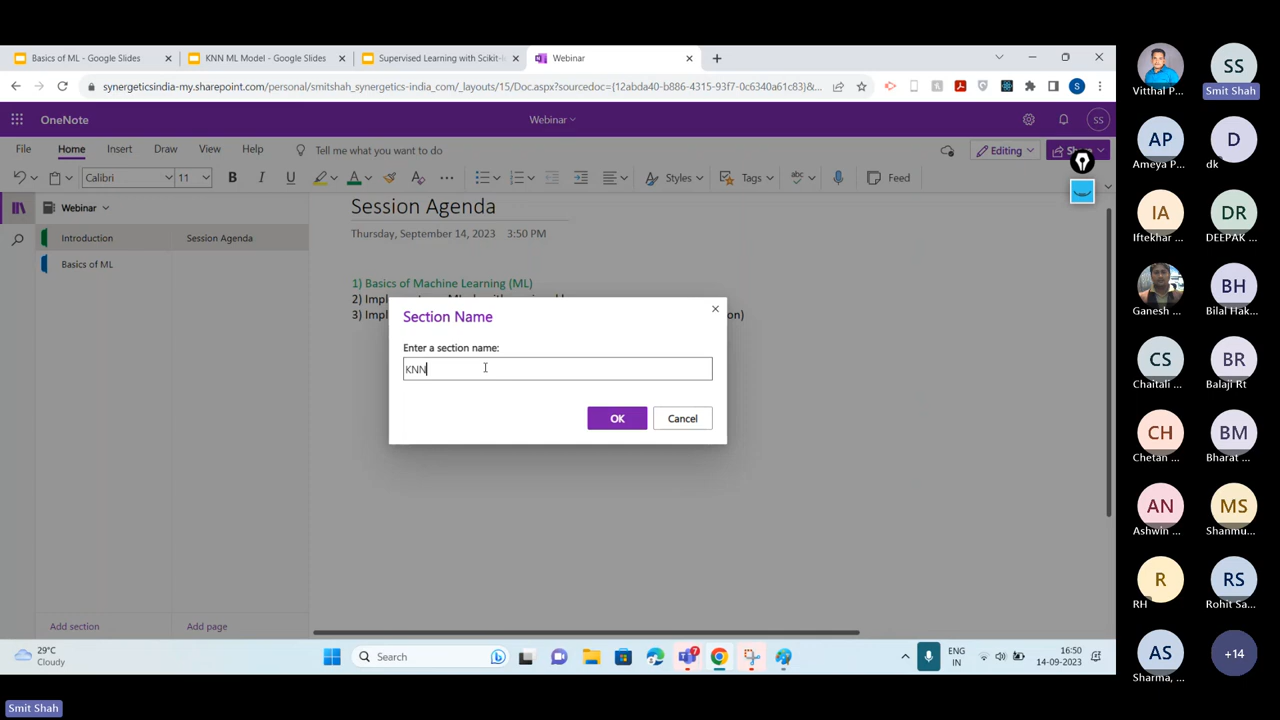 Basics of ML - Google Slides
KNN ML Model - Google Slides
Supervised Learning with Scikit-
Webinar
synergeticsindia-my.sharepoint.com/personal/smitshah_synergetics-india_com/_layouts/15/Doc.aspx?sourcedoc={12abda40-b886-4315-93f7-0c6340a61c83}&...
S
OneNote
Webinar
SS
File
Home
Insert
Draw
View
Help
Tell me what you want to do
Editing
Calibri
11
B
I
U
A
Styles
Tags
Feed
Webinar
Introduction
Basics of ML
Session Agenda
Add section
Add page
Session Agenda
Thursday, September 14, 2023 3:50 PM
1) Basics of Machine Learning (ML)
2)
3)
Section Name
Enter a section name:
KNN
OK
Cancel
29°C
Cloudy
Search
7
ENG
IN
16:50
14-09-2023
Vitthal P...
SS
Smit Shah
AP
Ameya P...
D
dk
IA
Iftekhar ...
DR
DEEPAK ...
Ganesh ...
BH
Bilal Hak...
CS
Chaitali ...
BR
Balaji Rt
CH
Chetan ...
BM
Bharat ...
AN
Ashwin ...
MS
Shanmu...
R
RH
RS
Rohit Sa...
AS
Sharma, ...
+14
Smit Shah